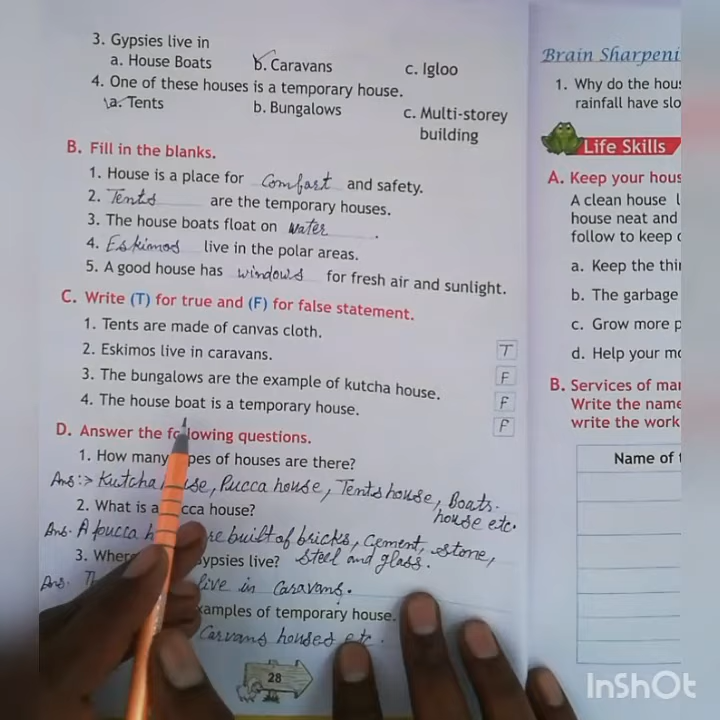 3. Gypsies live in
a. House Boats b. Caravans c. Igloo
4. One of these houses is a temporary house.
a. Tents b. Bungalows c. Multi-storey
building
B. Fill in the blanks.
1. House is a place for Comfort and safety.
2. Tents are the temporary houses.
3. The house boats float on water.
4. Eskimos live in the polar areas.
5. A good house has windows for fresh air and sunlight.
C. Write (T) for true and (F) for false statement.
1. Tents are made of canvas cloth. T
2. Eskimos live in caravans. F
3. The bungalows are the example of kutcha house. F
4. The house boat is a temporary house. F
D. Answer the following questions.
1. How many types of houses are there?
Ans:> Kutcha house, Pucca house, Tents house, Boats.
house etc.
2. What is a pucca house?
Ans. A pucca are built of bricks, Cement, stone,
steel and glass.
3. Where Gypsies live?
Ans. live in Caravans.
examples of temporary house.
Carvans houses etc.
28
Brain Sharpeni
1. Why do the hous
rainfall have slo
Life Skills
A. Keep your hous
A clean house
house neat and
follow to keep
a. Keep the thi
b. The garbage
c. Grow more p
d. Help your mo
B. Services of ma
Write the name
write the work
Name of t
InShOt